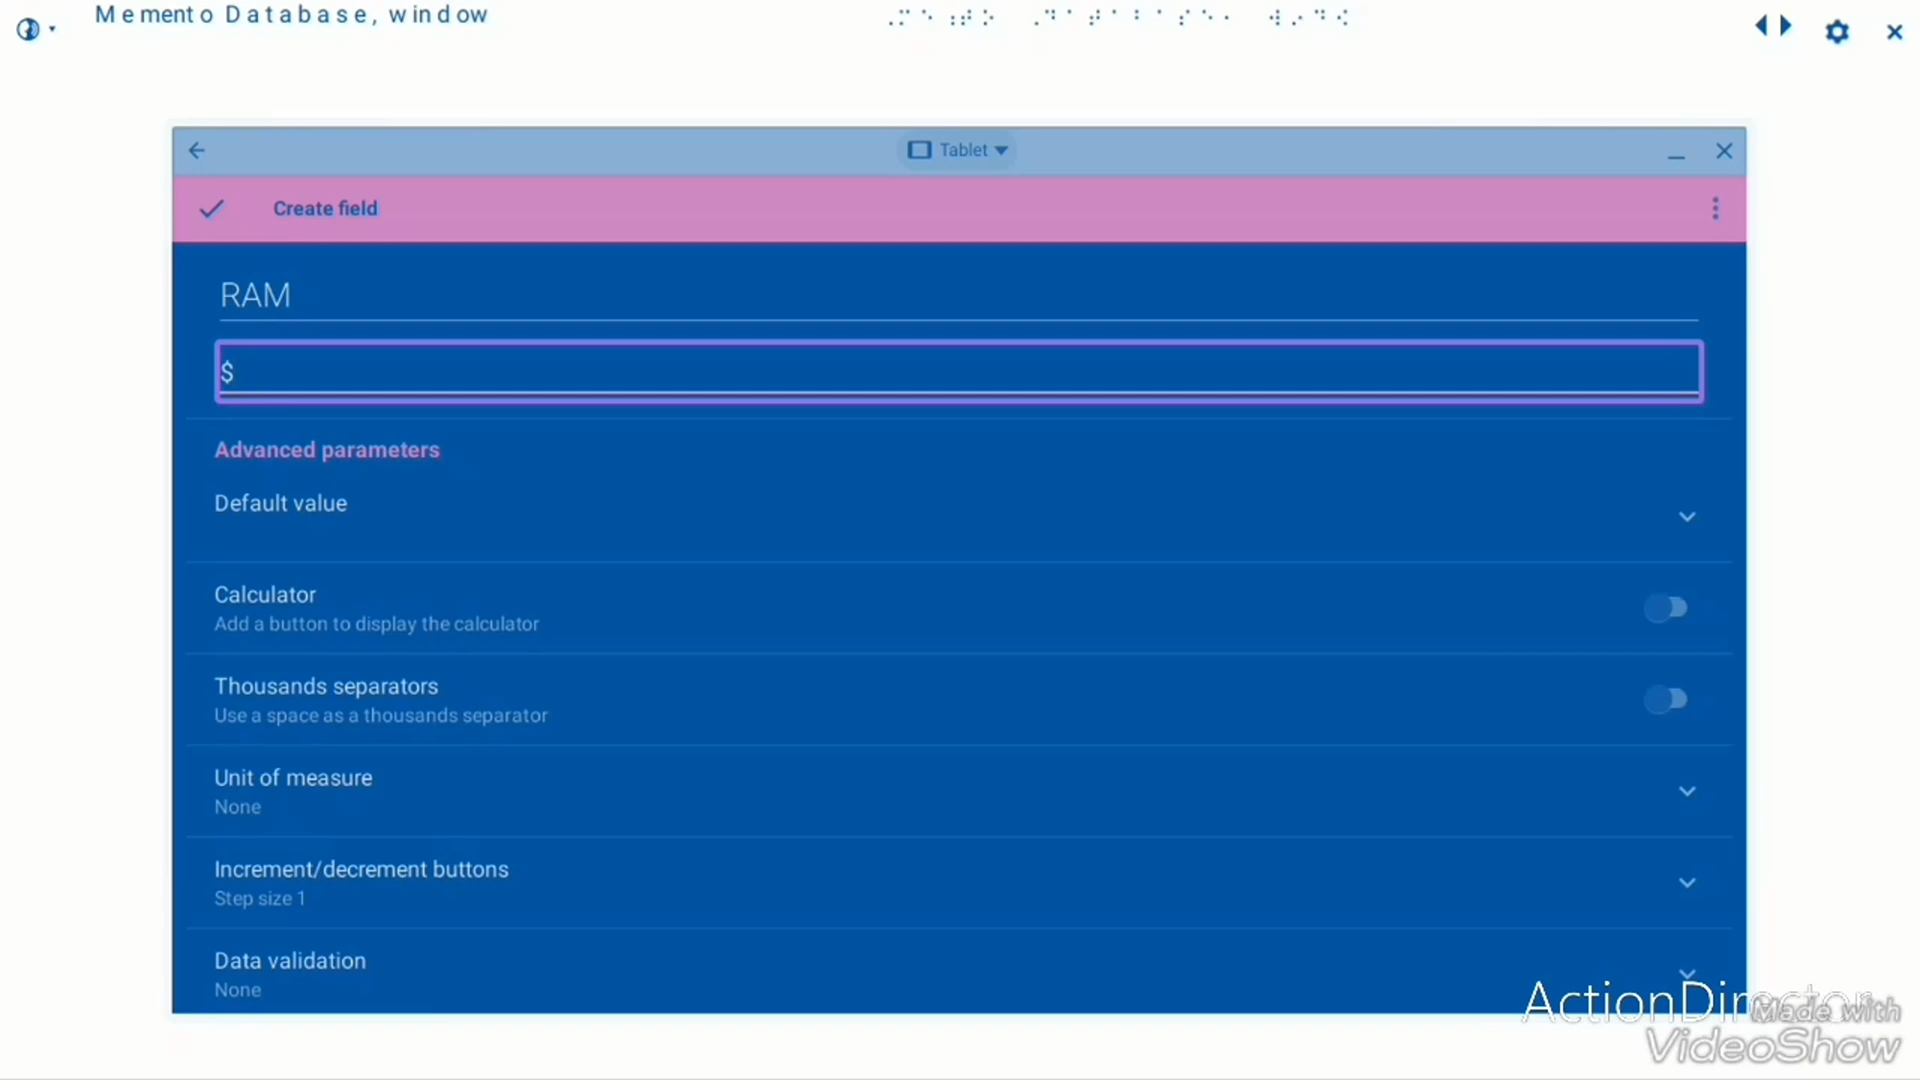 Memento Database, window
Tablet
Create field
RAM
$
Advanced parameters
Default value
Calculator
Add a button to display the calculator
Thousands separators
Use a space as a thousands separator
Unit of measure
None
Increment/decrement buttons
Step size 1
Data validation
None
ActionDirector
Made with
VideoShow